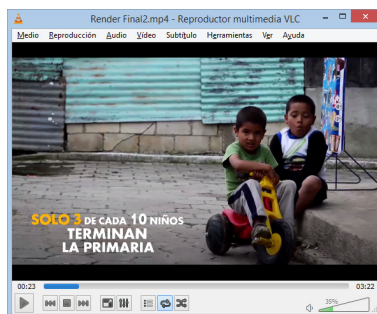 Render Final2.mp4 - Reproductor multimedia VLC
Medio Reproducción Audio Vídeo Subtítulo Herramientas Ver Ayuda
SOLO 3 DE CADA 10 NIÑOS
TERMINAN
LA PRIMARIA
00:23 03:22
35%